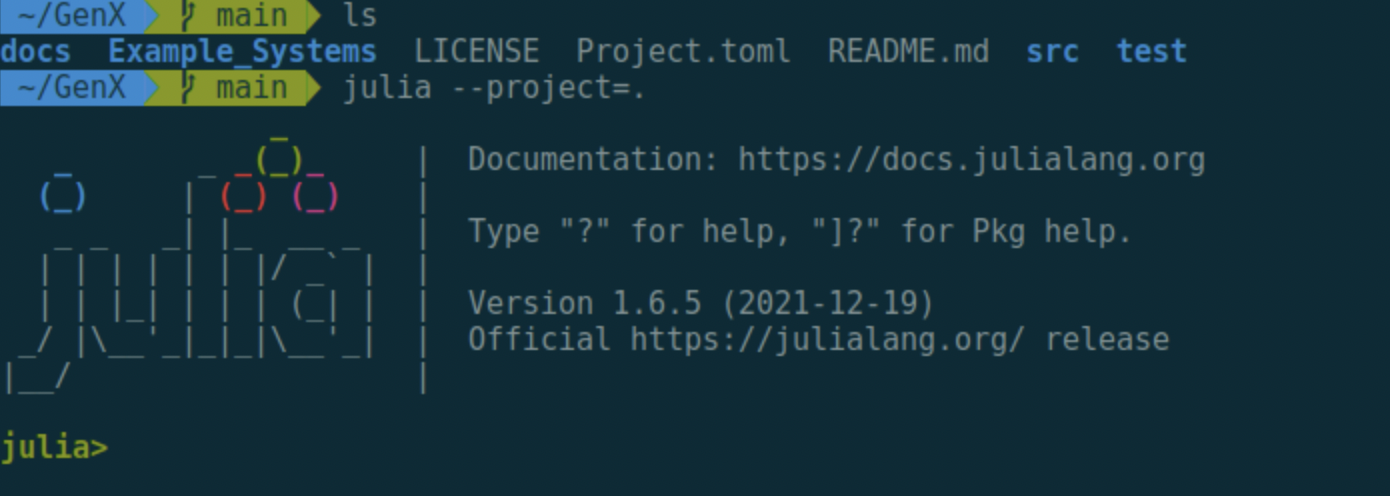 ~/GenX main ls
docs Example_Systems LICENSE Project.toml README.md src test
~/GenX main julia --project=.
Documentation: https://docs.julialang.org
Type "?" for help, "]?" for Pkg help.
Version 1.6.5 (2021-12-19)
Official https://julialang.org/ release
julia>